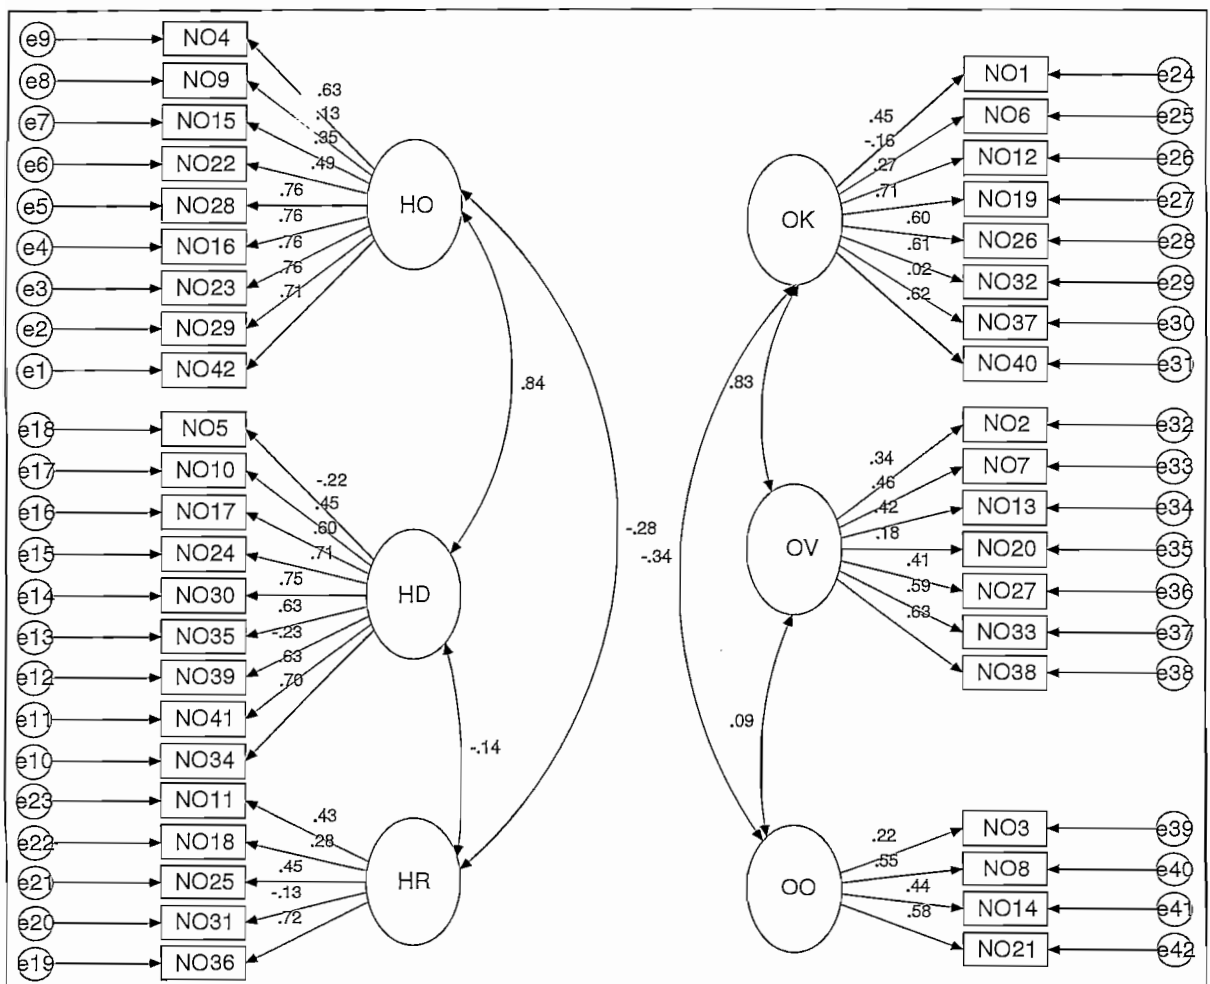 e9 NO4
e8 NO9
e7 NO15
e6 NO22
e5 NO28
e4 NO16
e3 NO23
e2 NO29
e1 NO42
.63
.13
.35
.49
.76
.76
.76
.76
.71
HO
.84
e18 NO5
e17 NO10
e16 NO17
e15 NO24
e14 NO30
e13 NO35
e12 NO39
e11 NO41
e10 NO34
-.22
.45
.60
.71
.75
.63
-.23
.63
.70
HD
-.28
-.14
e23 NO11
e22 NO18
e21 NO25
e20 NO31
e19 NO36
.43
.28
.45
-.13
.72
HR
OK
.45
-.16
.27
.71
.60
.61
.02
.62
NO1 e24
NO6 e25
NO12 e26
NO19 e27
NO26 e28
NO32 e29
NO37 e30
NO40 e31
.83
-.34
OV
.34
.46
.42
.18
.41
.59
.63
NO2 e32
NO7 e33
NO13 e34
NO20 e35
NO27 e36
NO33 e37
NO38 e38
.09
OO
.22
.55
.44
.58
NO3 e39
NO8 e40
NO14 e41
NO21 e42